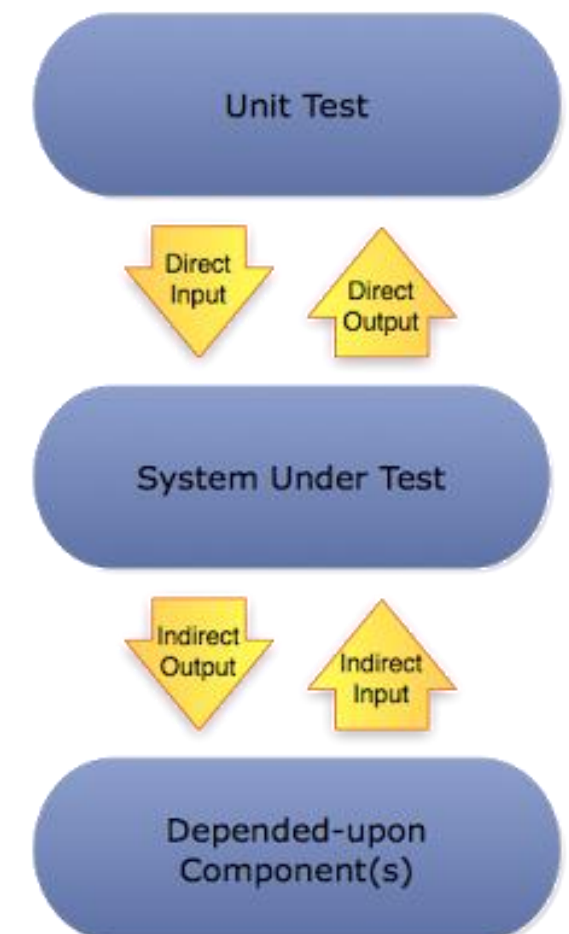 Unit Test
Direct
Input
Direct
Output
System Under Test
Indirect
Output
Indirect
Input
Depended-upon
Component(s)